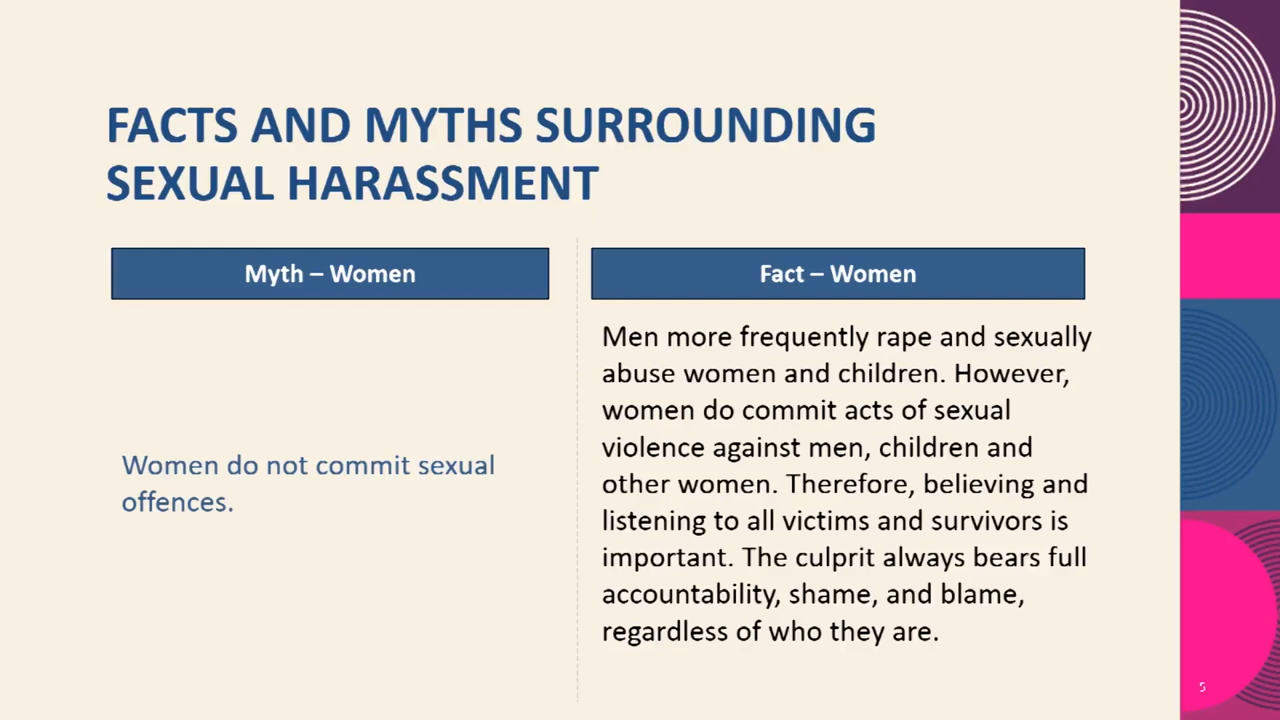 FACTS AND MYTHS SURROUNDING
SEXUAL HARASSMENT
Myth – Women
Women do not commit sexual
offences.
Fact – Women
Men more frequently rape and sexually
abuse women and children. However,
women do commit acts of sexual
violence against men, children and
other women. Therefore, believing and
listening to all victims and survivors is
important. The culprit always bears full
accountability, shame, and blame,
regardless of who they are.
5